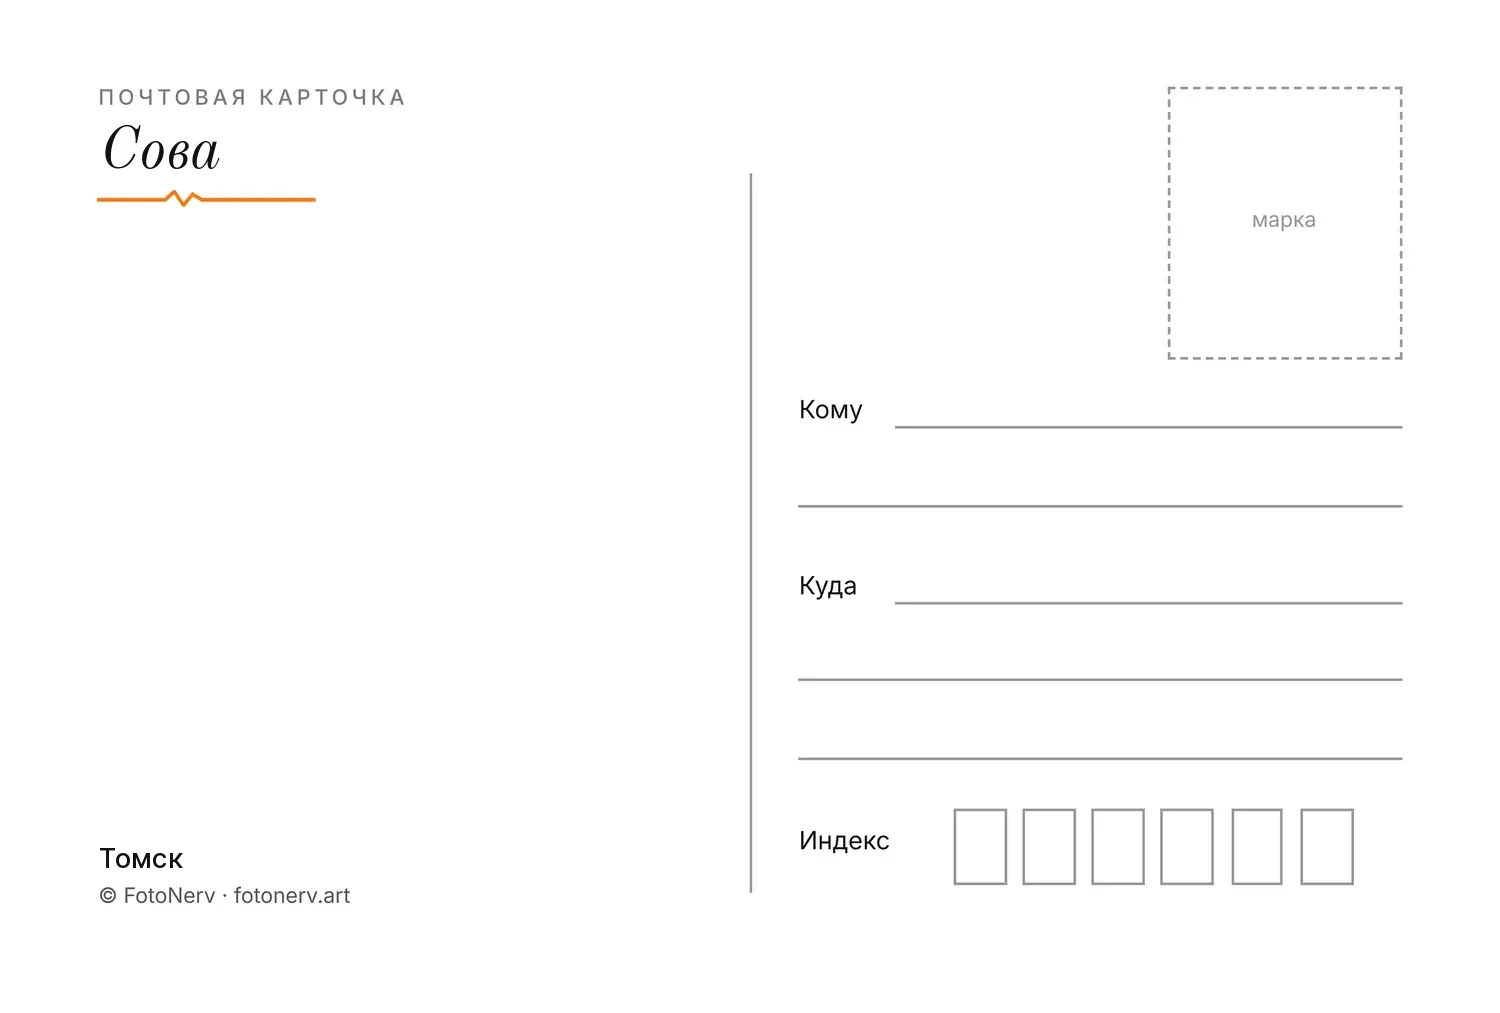 ПОЧТОВАЯ КАРТОЧКА
Сова
марка
Кому
Куда
Индекс
Томск
© FotoNerv · fotonerv.art